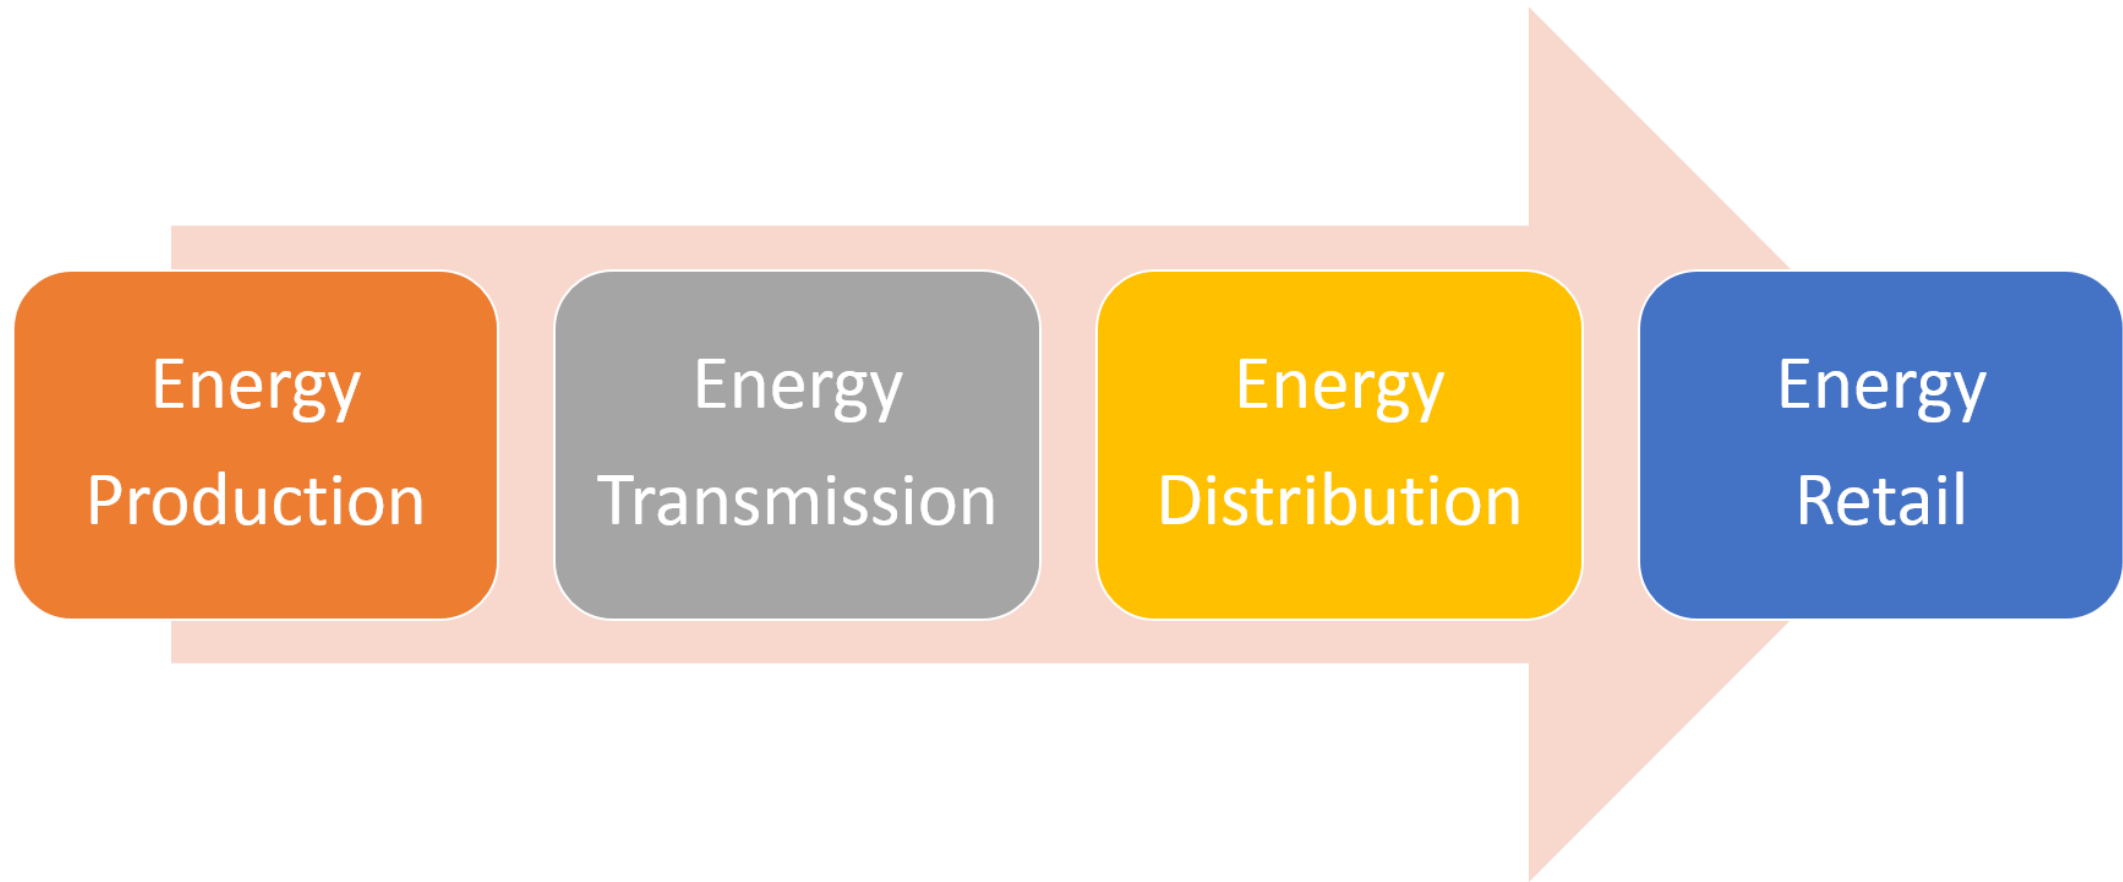 Energy
Production
Energy
Transmission
Energy
Distribution
Energy
Retail